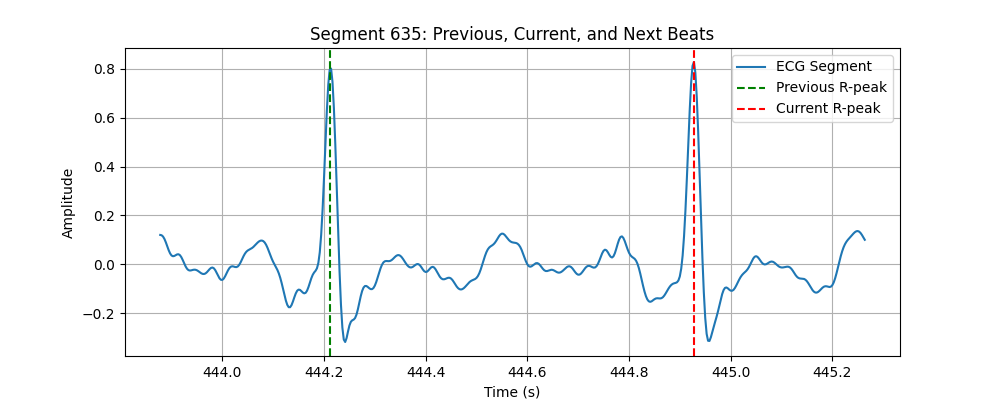 Segment 635: Previous, Current, and Next Beats
ECG Segment
Previous R-peak
Current R-peak
Amplitude
0.8
0.6
0.4
0.2
0.0
−0.2
444.0 444.2 444.4 444.6 444.8 445.0 445.2
Time (s)